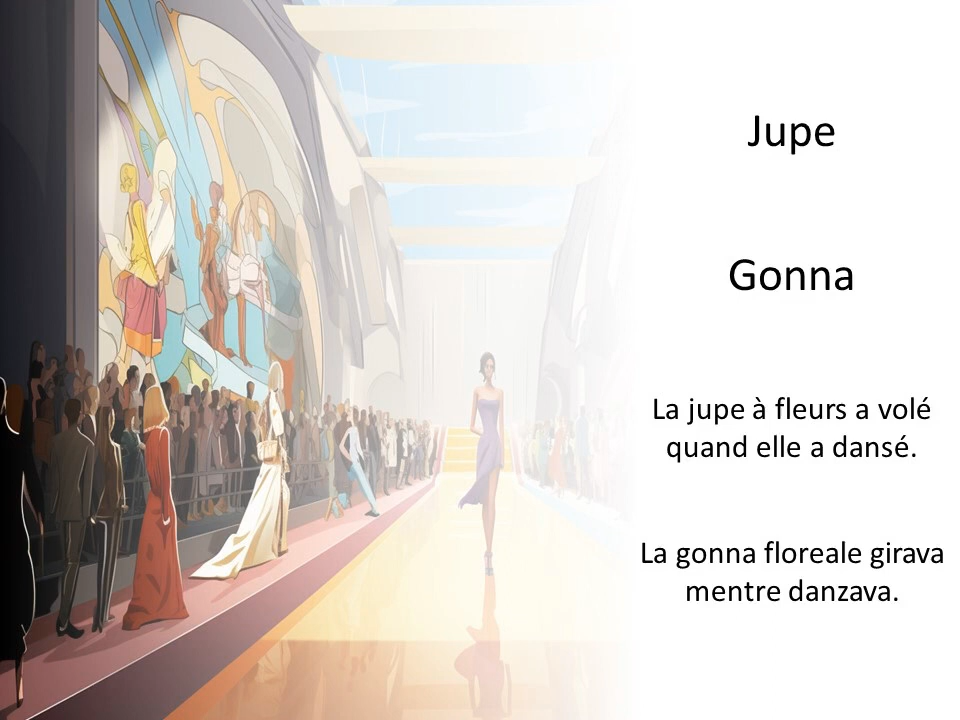 Jupe
Gonna
La jupe à fleurs a volé
quand elle a dansé.
La gonna floreale girava
mentre danzava.